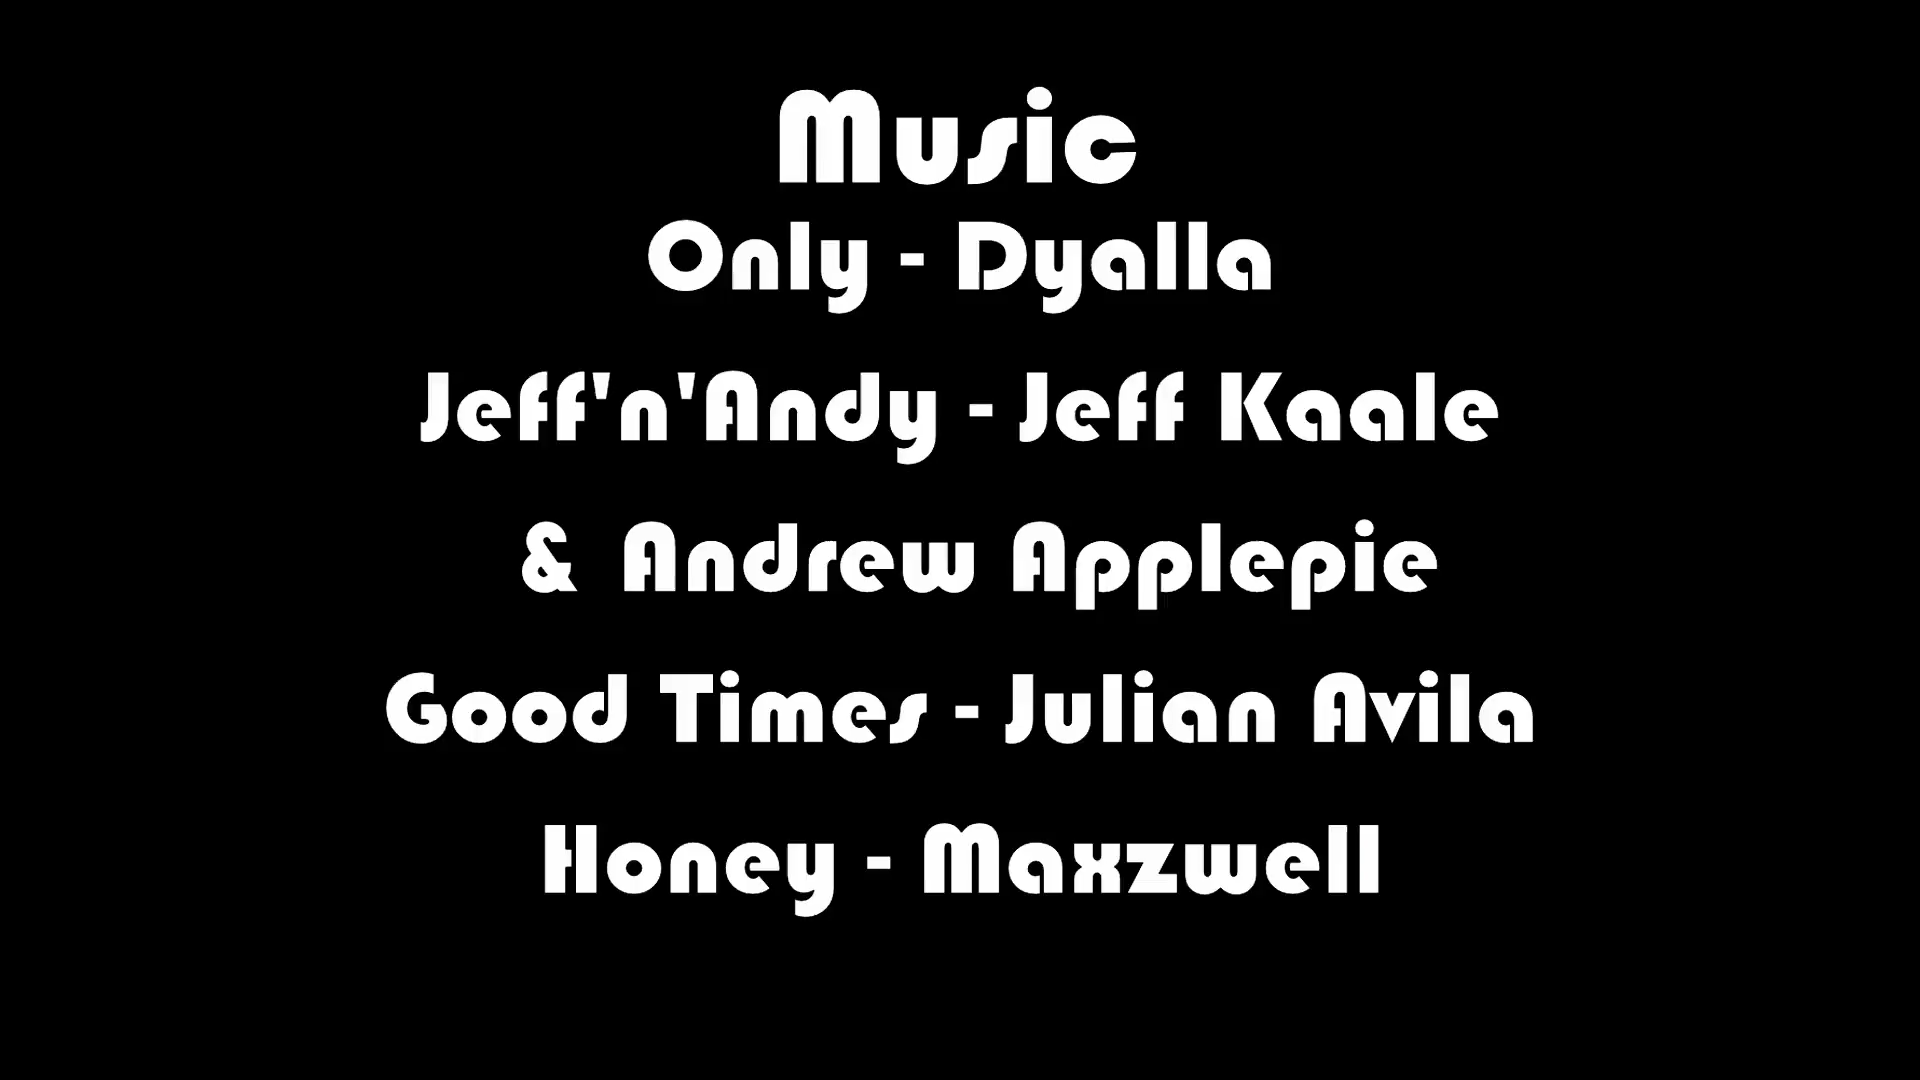 Music
Only - Dyalla
Jeff'n'Andy - Jeff Kaale
& Andrew Applepie
Good Times - Julian Avila
Honey - Maxzwell